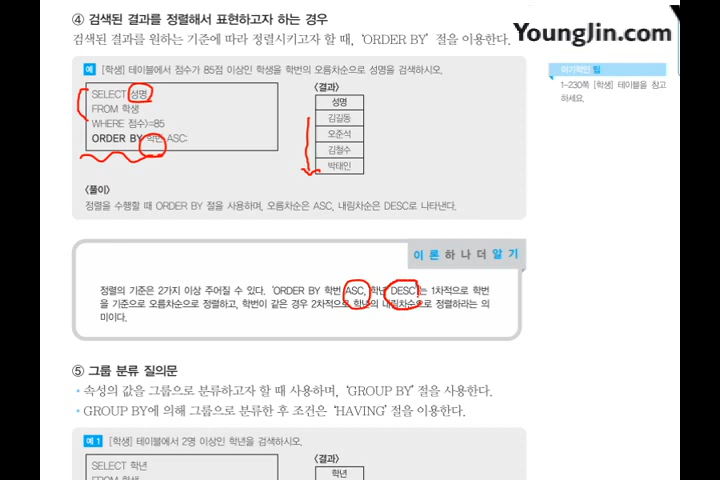 ④ 검색된 결과를 정렬해서 표현하고자 하는 경우
검색된 결과를 원하는 기준에 따라 정렬시키고자 할 때, 'ORDER BY' 절을 이용한다.
YoungJin.com
예 [학생] 테이블에서 점수가 85점 이상인 학생을 학번의 오름차순으로 성명을 검색하시오.
SELECT 성명
FROM 학생
WHERE 점수>=85
ORDER BY 학번 ASC;
<결과>
성명
김길동
오준석
김철수
박태인
<풀이>
정렬을 수행할 때 ORDER BY 절을 사용하며, 오름차순은 ASC, 내림차순은 DESC로 나타낸다.
1-230쪽 [학생] 테이블을 참고
하세요.
이론하나더알기
정렬의 기준은 2가지 이상 주어질 수 있다. 'ORDER BY 학번 ASC, 학년 DESC'는 1차적으로 학번
을 기준으로 오름차순으로 정렬하고, 학번이 같은 경우 2차적으로 학년의 내림차순으로 정렬하라는 의
미이다.
⑤ 그룹 분류 질의문
• 속성의 값을 그룹으로 분류하고자 할 때 사용하며, 'GROUP BY' 절을 사용한다.
• GROUP BY에 의해 그룹으로 분류한 후 조건은 'HAVING' 절을 이용한다.
예 1 [학생] 테이블에서 2명 이상인 학년을 검색하시오.
SELECT 학년
FROM 학생
<결과>
학년